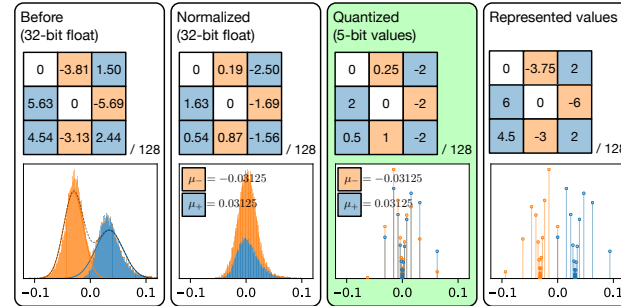 Before
(32-bit float)
0 -3.81 1.50
5.63 0 -5.69
4.54 -3.13 2.44
/ 128
−0.1 0.0 0.1
Normalized
(32-bit float)
0 0.19 -2.50
1.63 0 -1.69
0.54 0.87 -1.56
/ 128
μ− = −0.03125
μ+ = 0.03125
−0.1 0.0 0.1
Quantized
(5-bit values)
0 0.25 -2
2 0 -2
0.5 1 -2
/ 128
μ− = −0.03125
μ+ = 0.03125
−0.1 0.0 0.1
Represented values
0 -3.75 2
6 0 -6
4.5 -3 2
/ 128
−0.1 0.0 0.1